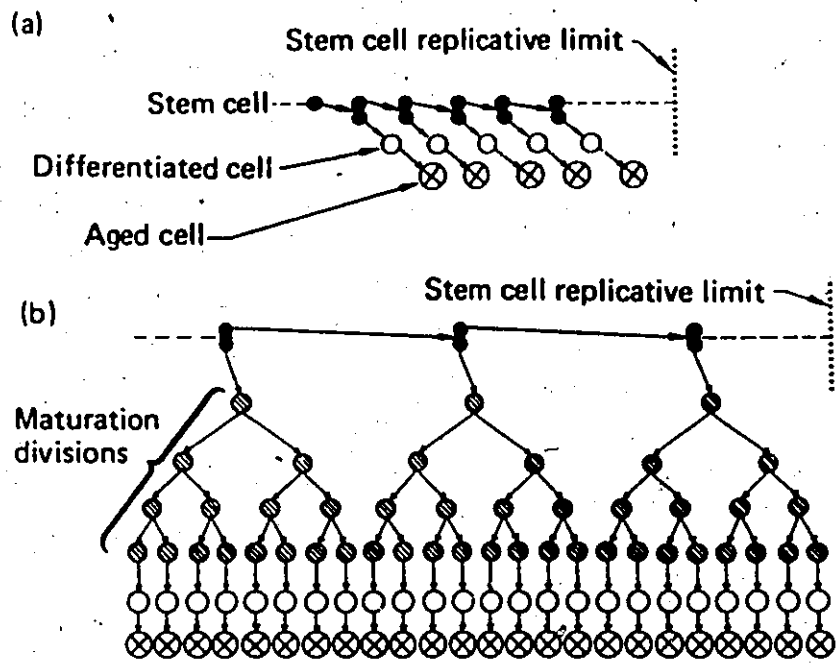 (a)
Stem cell replicative limit
Stem cell
Differentiated cell
Aged cell
Stem cell replicative limit
(b)
Maturation
divisions